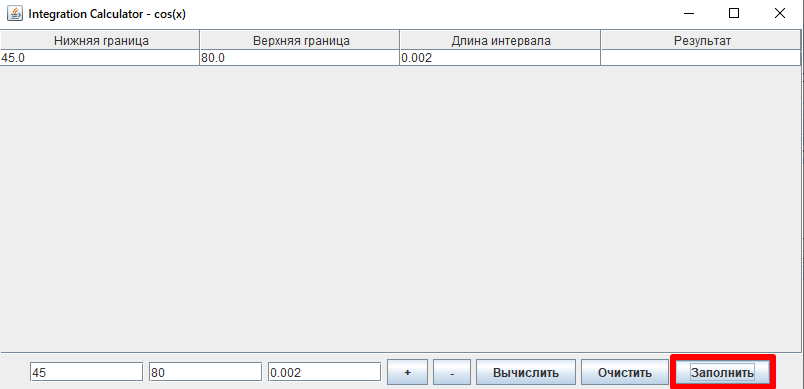 Integration Calculator - cos(x)
Нижняя граница Верхняя граница Длина интервала Результат
45.0 80.0 0.002
45 80 0.002 + - Вычислить Очистить Заполнить